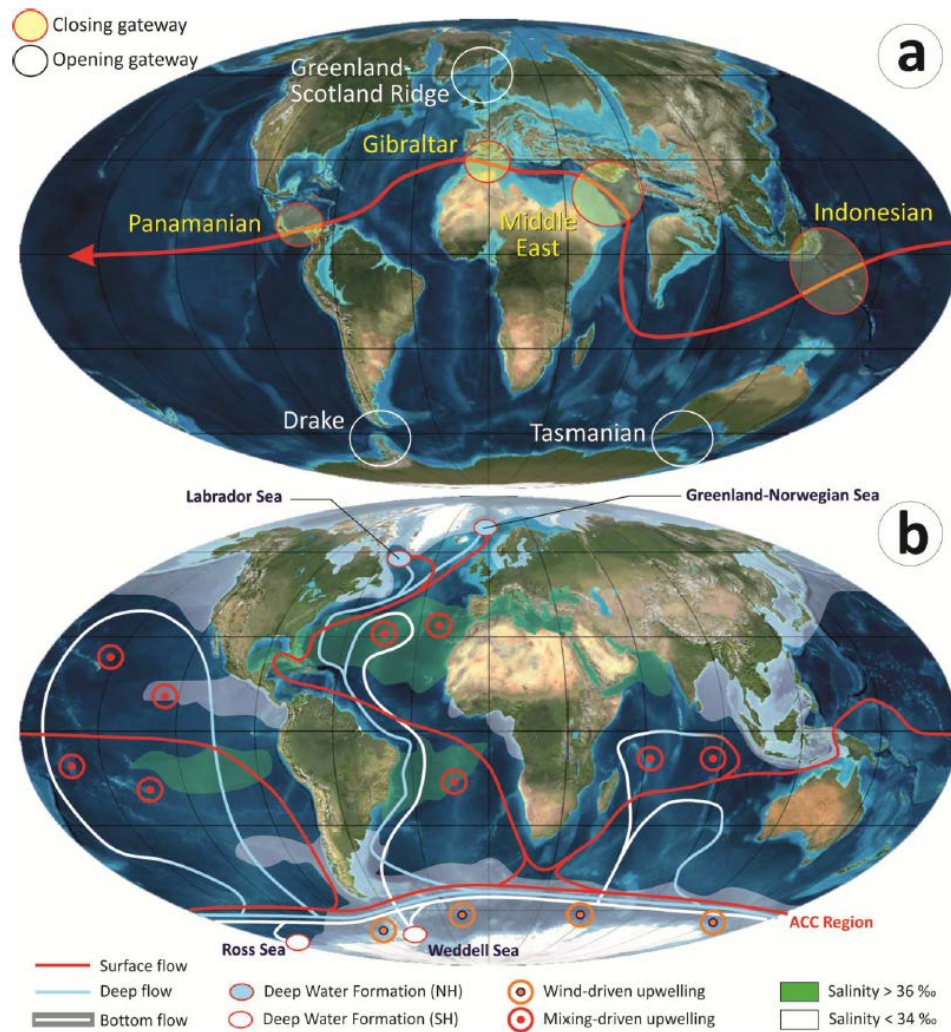 Closing gateway
Opening gateway
a
Greenland-
Scotland Ridge
Gibraltar
Panamanian
Middle
East
Indonesian
Drake
Tasmanian
Labrador Sea
Greenland-Norwegian Sea
b
ACC Region
Ross Sea
Weddell Sea
Surface flow
Deep flow
Bottom flow
Deep Water Formation (NH)
Deep Water Formation (SH)
Wind-driven upwelling
Mixing-driven upwelling
Salinity > 36 ‰
Salinity < 34 ‰